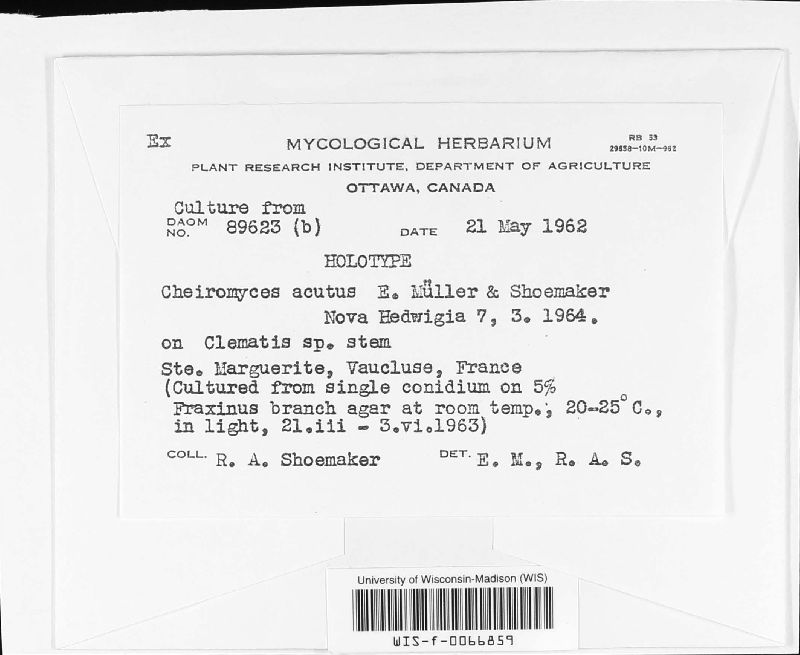 Ex
MYCOLOGICAL HERBARIUM
RB 53
29858-10M-962
PLANT RESEARCH INSTITUTE, DEPARTMENT OF AGRICULTURE
OTTAWA, CANADA
Culture from
DAOM NO. 89623 (b) DATE 21 May 1962
HOLOTYPE
Cheiromyces acutus E. Müller & Shoemaker
Nova Hedwigia 7, 3. 1964.
on Clematis sp. stem
Ste. Marguerite, Vaucluse, France
(Cultured from single conidium on 5%
Fraxinus branch agar at room temp.; 20-25° C.,
in light, 21.iii - 3.vi.1963)
COLL. R. A. Shoemaker DET. E. M., R. A. S.
University of Wisconsin-Madison (WIS)
WIS-f-0066859